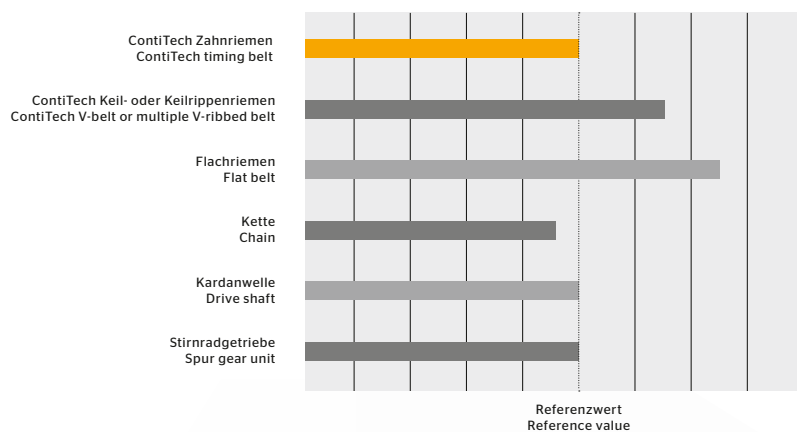 ContiTech Zahnriemen
ContiTech timing belt
ContiTech Keil- oder Keilrippenriemen
ContiTech V-belt or multiple V-ribbed belt
Flachriemen
Flat belt
Kette
Chain
Kardanwelle
Drive shaft
Stirnradgetriebe
Spur gear unit
Referenzwert
Reference value